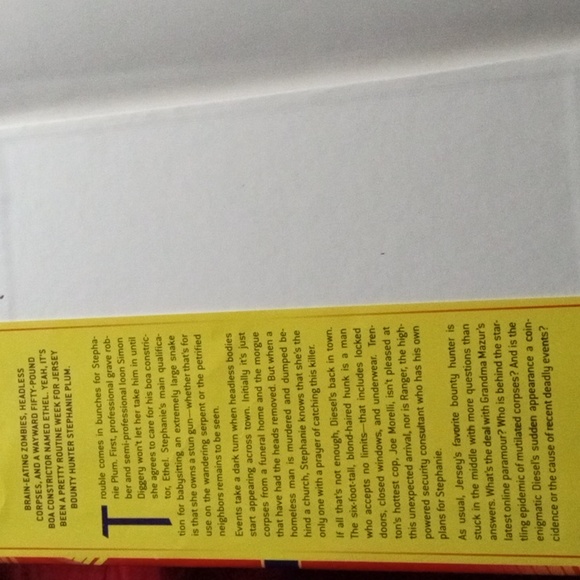 BRAIN-EATING ZOMBIES, HEADLESS
CORPSES, AND A WAYWARD FIFTY-POUND
BOA CONSTRICTOR NAMED ETHEL. YEAH, IT'S
BEEN A PRETTY ROUTINE WEEK FOR JERSEY
BOUNTY HUNTER STEPHANIE PLUM.
Trouble comes in bunches for Stepha-
nie Plum. First, professional grave rob-
ber and semi-professional loon Simon
Diggery won't let her take him in until
she agrees to care for his boa constric-
tor, Ethel. Stephanie's main qualifica-
tion for babysitting an extremely large snake
is that she owns a stun gun—whether that's for
use on the wandering serpent or the petrified
neighbors remains to be seen.
Events take a dark turn when headless bodies
start appearing across town. Initially it's just
corpses from a funeral home and the morgue
that have had the heads removed. But when a
homeless man is murdered and dumped be-
hind a church, Stephanie knows that she's the
only one with a prayer of catching this killer.
If all that's not enough, Diesel's back in town.
The six-foot-tall, blond-haired hunk is a man
who accepts no limits—that includes locked
doors, closed windows, and underwear. Tren-
ton's hottest cop, Joe Morelli, isn't pleased at
this unexpected arrival, nor is Ranger, the high-
powered security consultant who has his own
plans for Stephanie.
As usual, Jersey's favorite bounty hunter is
stuck in the middle with more questions than
answers. What's the deal with Grandma Mazur's
latest online paramour? Who is behind the star-
tling epidemic of mutilated corpses? And is the
enigmatic Diesel's sudden appearance a coin-
cidence or the cause of recent deadly events?